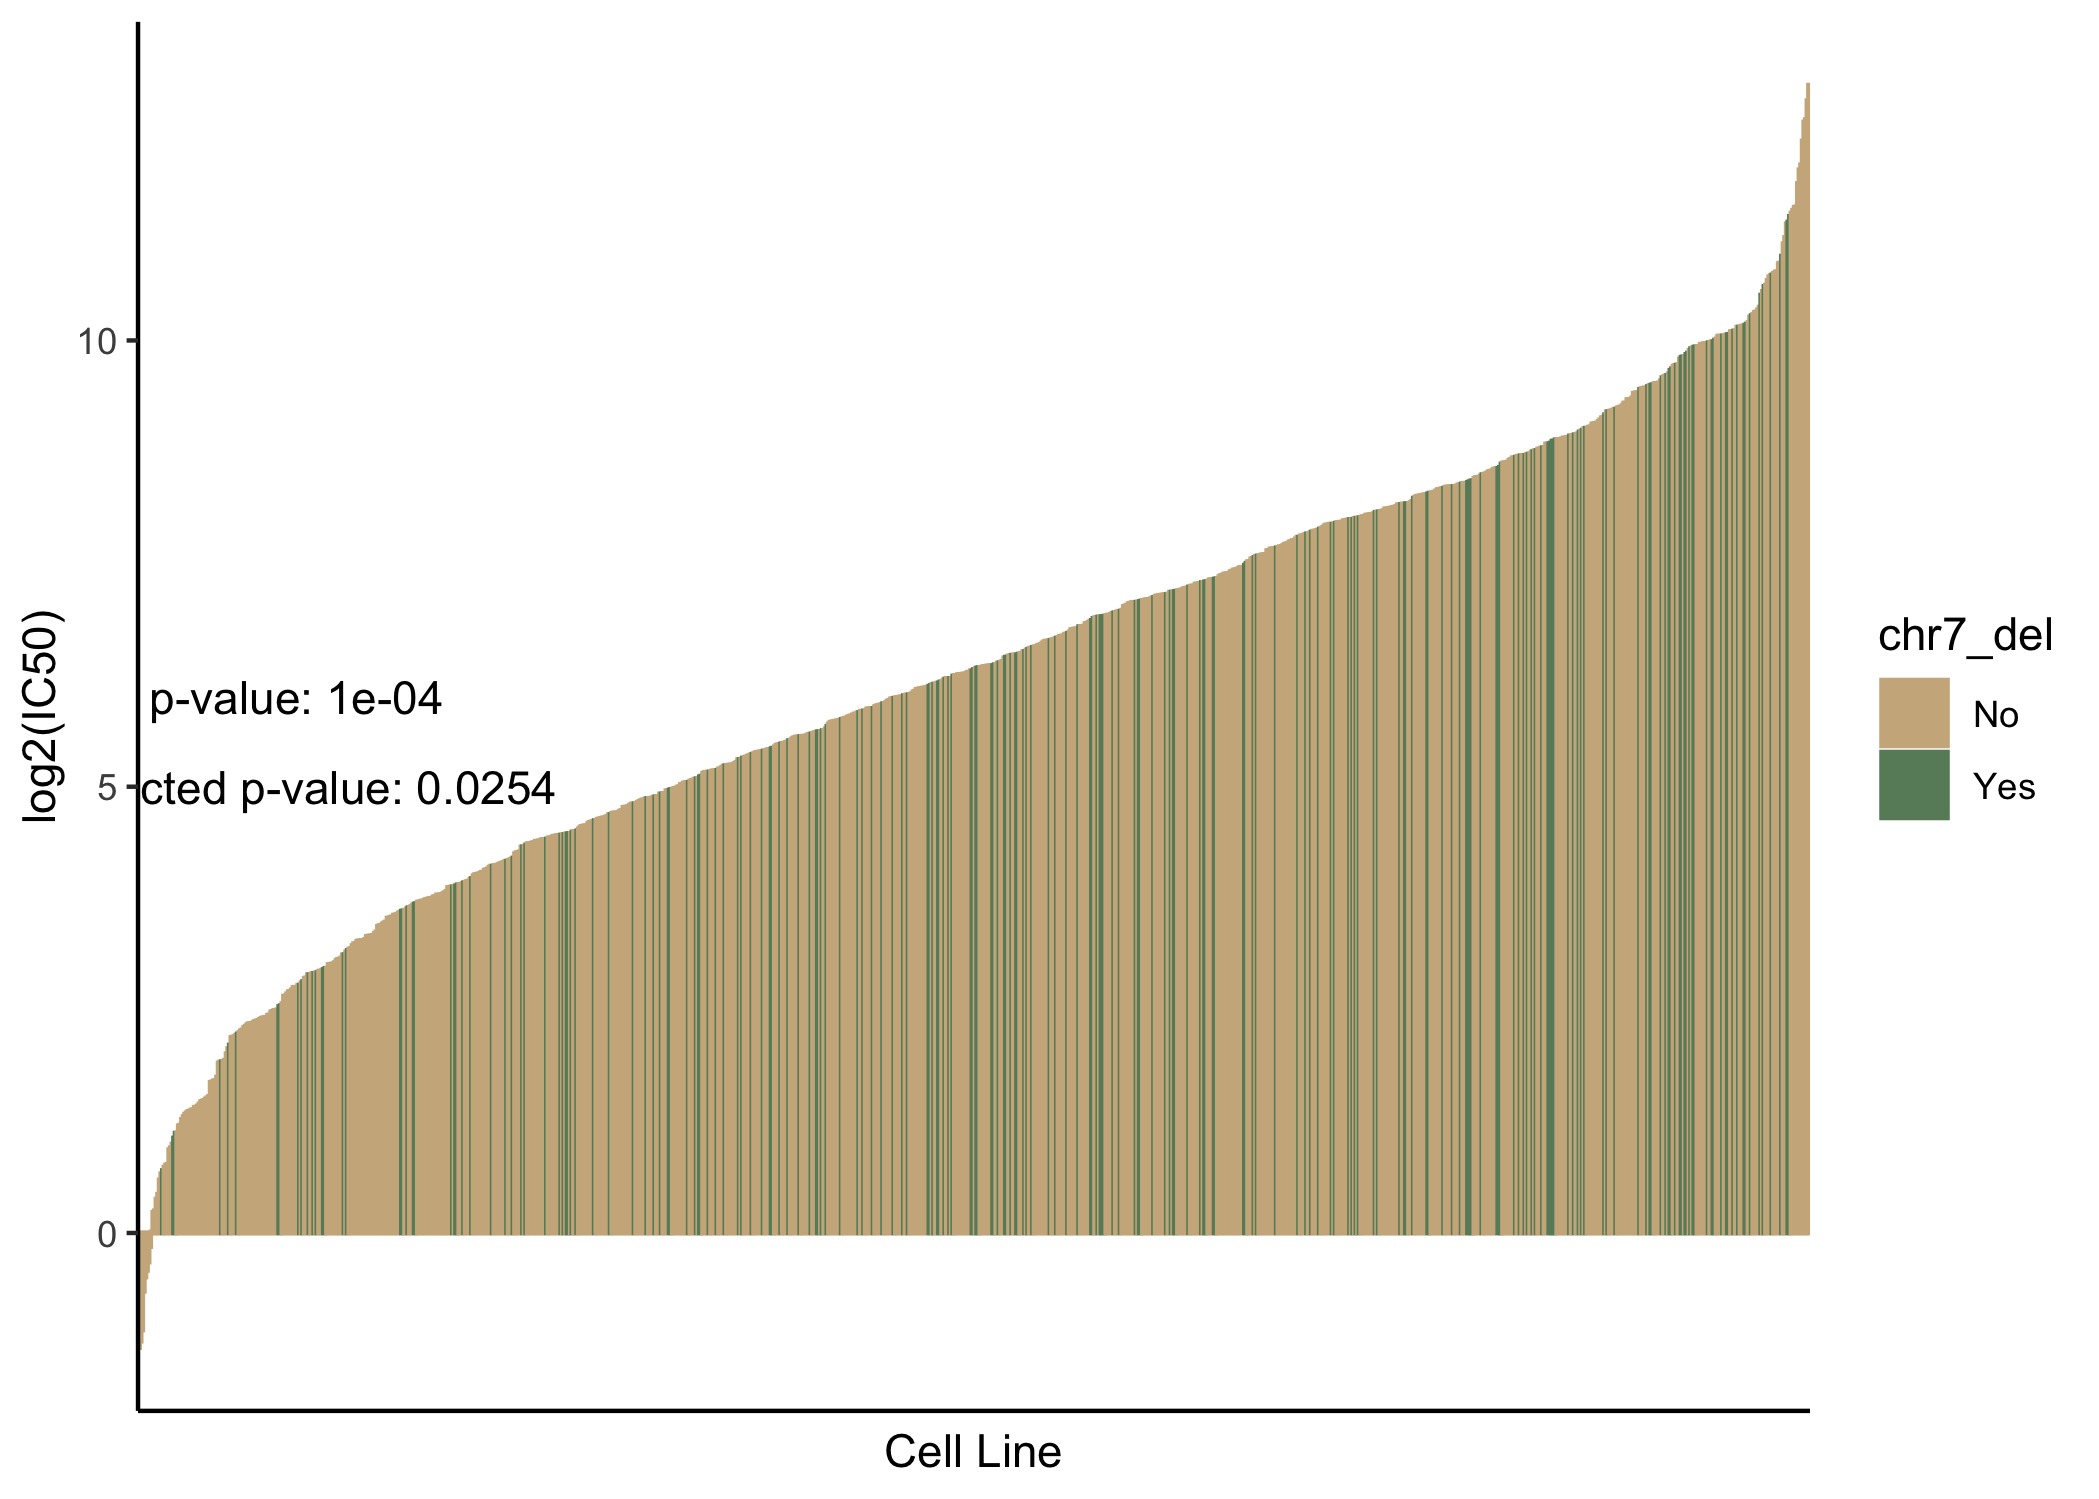 10
5
0
log2(IC50)
p-value: 1e-04
cted p-value: 0.0254
Cell Line
chr7_del
No
Yes